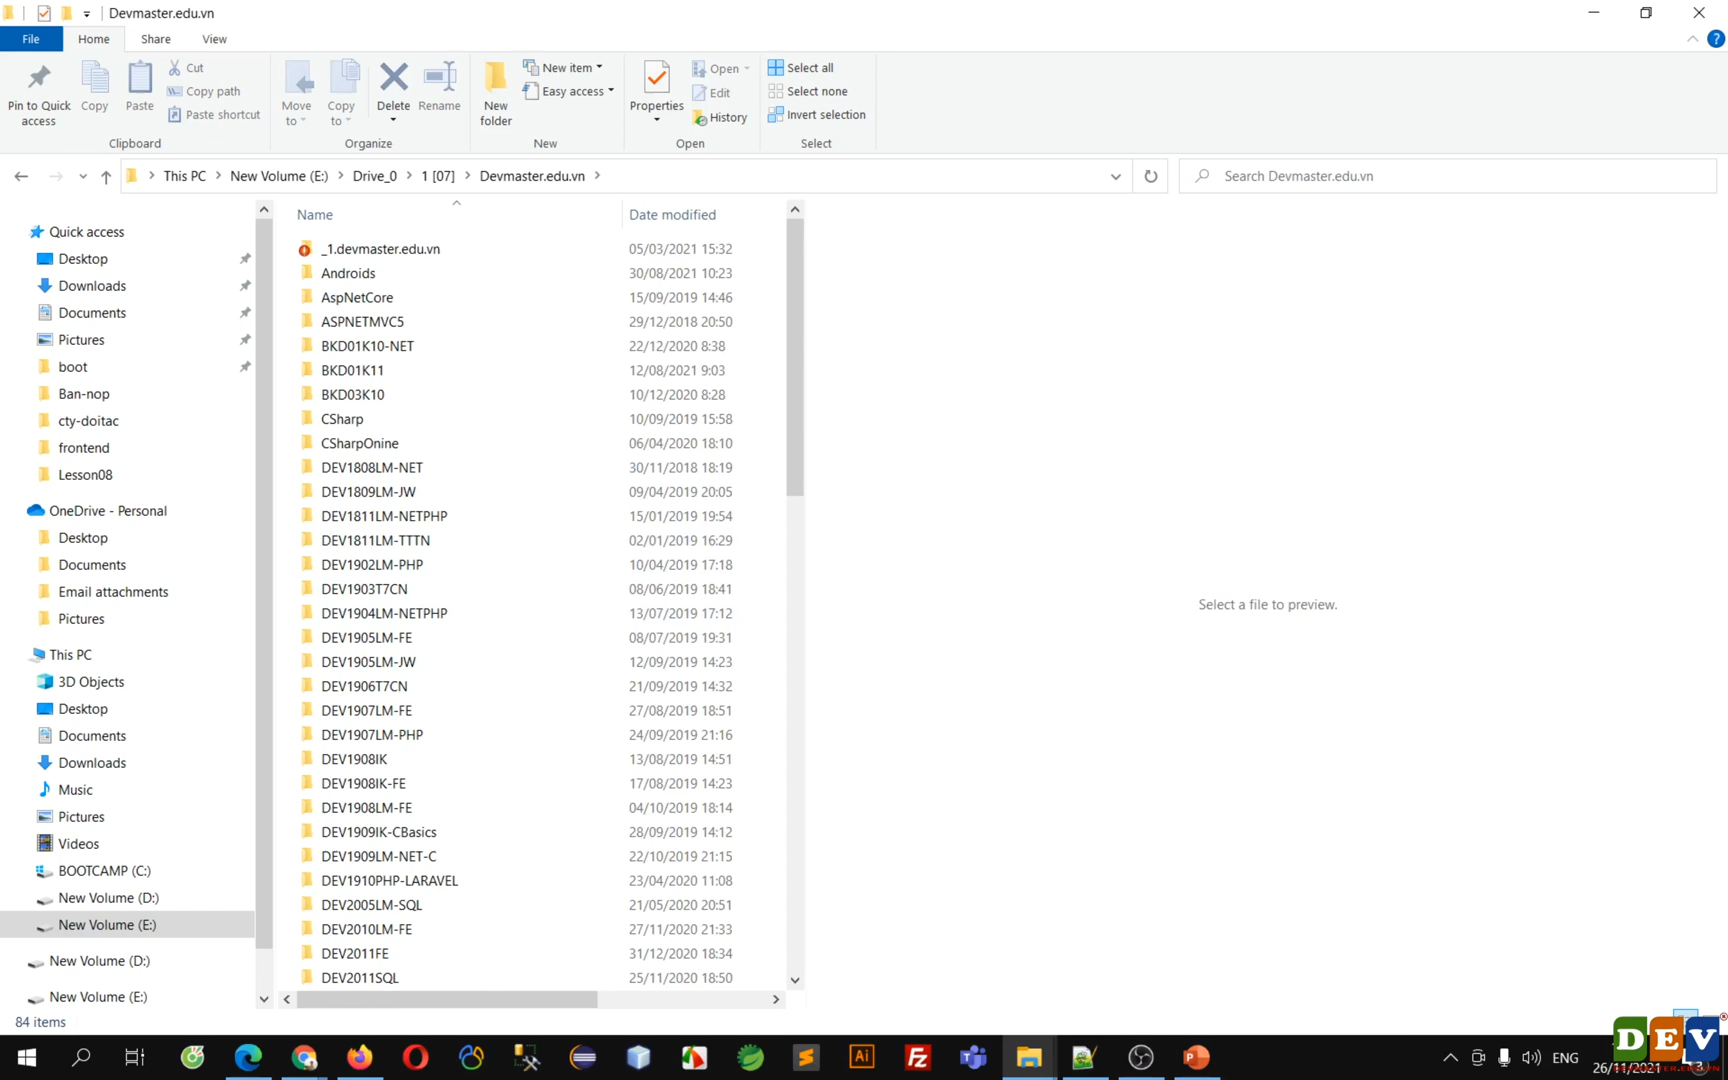 Devmaster.edu.vn
File Home Share View
Pin to Quick access
Copy
Paste
Cut
Copy path
Paste shortcut
Clipboard
Move to
Copy to
Delete
Rename
Organize
New folder
New item
Easy access
New
Properties
Open
Edit
History
Open
Select all
Select none
Invert selection
Select
This PC > New Volume (E:) > Drive_0 > 1 [07] > Devmaster.edu.vn >
Search Devmaster.edu.vn
Quick access
Desktop
Downloads
Documents
Pictures
boot
Ban-nop
cty-doitac
frontend
Lesson08
OneDrive - Personal
Desktop
Documents
Email attachments
Pictures
This PC
3D Objects
Desktop
Documents
Downloads
Music
Pictures
Videos
BOOTCAMP (C:)
New Volume (D:)
New Volume (E:)
New Volume (D:)
New Volume (E:)
Name Date modified
_1.devmaster.edu.vn 05/03/2021 15:32
Androids 30/08/2021 10:23
AspNetCore 15/09/2019 14:46
ASPNETMVC5 29/12/2018 20:50
BKD01K10-NET 22/12/2020 8:38
BKD01K11 12/08/2021 9:03
BKD03K10 10/12/2020 8:28
CSharp 10/09/2019 15:58
CSharpOnine 06/04/2020 18:10
DEV1808LM-NET 30/11/2018 18:19
DEV1809LM-JW 09/04/2019 20:05
DEV1811LM-NETPHP 15/01/2019 19:54
DEV1811LM-TTTN 02/01/2019 16:29
DEV1902LM-PHP 10/04/2019 17:18
DEV1903T7CN 08/06/2019 18:41
DEV1904LM-NETPHP 13/07/2019 17:12
DEV1905LM-FE 08/07/2019 19:31
DEV1905LM-JW 12/09/2019 14:23
DEV1906T7CN 21/09/2019 14:32
DEV1907LM-FE 27/08/2019 18:51
DEV1907LM-PHP 24/09/2019 21:16
DEV1908IK 13/08/2019 14:51
DEV1908IK-FE 17/08/2019 14:23
DEV1908LM-FE 04/10/2019 18:14
DEV1909IK-CBasics 28/09/2019 14:12
DEV1909LM-NET-C 22/10/2019 21:15
DEV1910PHP-LARAVEL 23/04/2020 11:08
DEV2005LM-SQL 21/05/2020 20:51
DEV2010LM-FE 27/11/2020 21:33
DEV2011FE 31/12/2020 18:34
DEV2011SQL 25/11/2020 18:50
Select a file to preview.
84 items
ENG
26/11/2021
DEV
DEVMASTER.EDU.VN